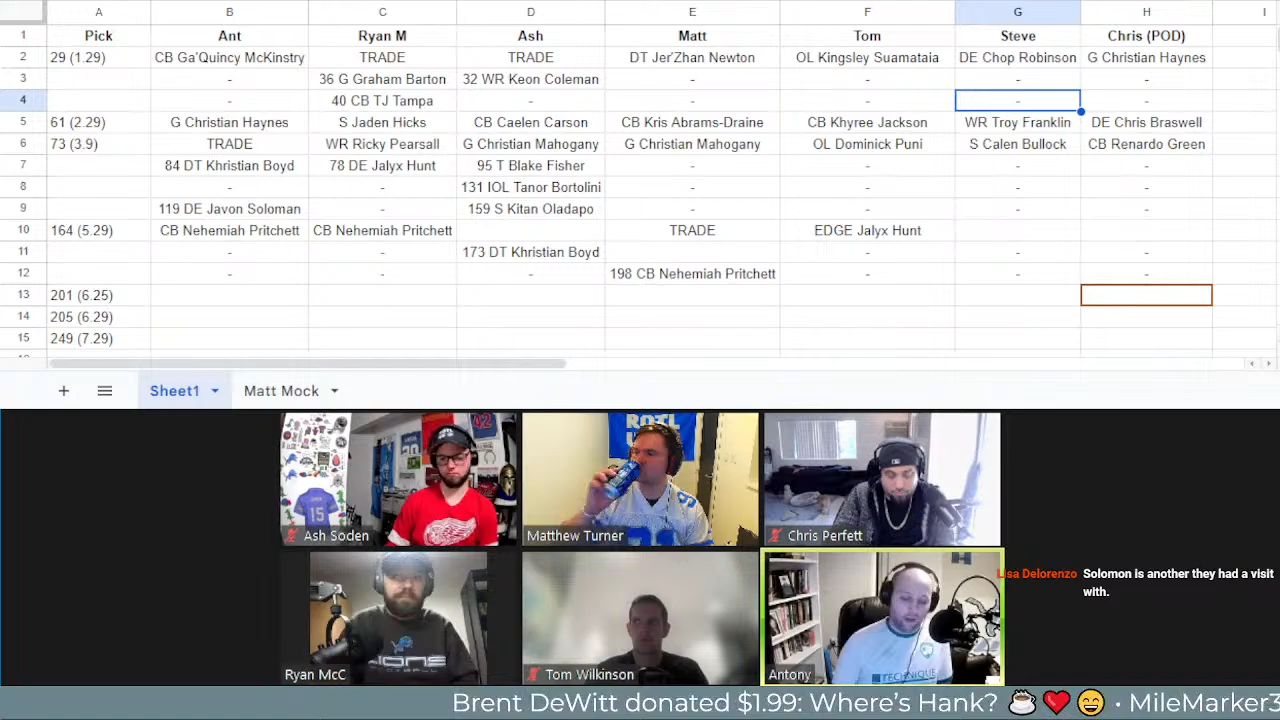 A B C D E F G H I
1 Pick Ant Ryan M Ash Matt Tom Steve Chris (POD)
2 29 (1.29) CB Ga'Quincy McKinstry TRADE TRADE DT Jer'Zhan Newton OL Kingsley Suamataia DE Chop Robinson G Christian Haynes
3 - 36 G Graham Barton 32 WR Keon Coleman - - - -
4 - 40 CB TJ Tampa - - - - -
5 61 (2.29) G Christian Haynes S Jaden Hicks CB Caelen Carson CB Kris Abrams-Draine CB Khyree Jackson WR Troy Franklin DE Chris Braswell
6 73 (3.9) TRADE WR Ricky Pearsall G Christian Mahogany G Christian Mahogany OL Dominick Puni S Calen Bullock CB Renardo Green
7 84 DT Khristian Boyd 78 DE Jalyx Hunt 95 T Blake Fisher - - - -
8 - - 131 IOL Tanor Bortolini - - - -
9 119 DE Javon Soloman - 159 S Kitan Oladapo - - - -
10 164 (5.29) CB Nehemiah Pritchett CB Nehemiah Pritchett TRADE EDGE Jalyx Hunt
11 - - 173 DT Khristian Boyd - - - -
12 - - - 198 CB Nehemiah Pritchett - - -
13 201 (6.25)
14 205 (6.29)
15 249 (7.29)
+ Sheet1 Matt Mock
42
15
Ash Soden
Matthew Turner
Chris Perfett
Ryan McC
LIONS
Tom Wilkinson
Antony
TECHNIQUE
Lisa Delorenzo Solomon is another they had a visit
with.
Brent DeWitt donated $1.99: Where's Hank? ☕❤️😄 • MileMarker3